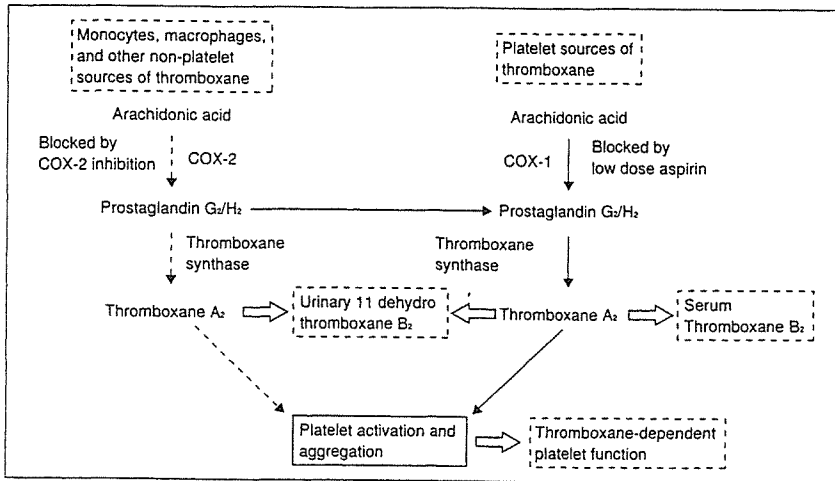 Monocytes, macrophages,
and other non-platelet
sources of thromboxane
Platelet sources of
thromboxane
Arachidonic acid
Arachidonic acid
Blocked by
COX-2 inhibition
COX-2
COX-1
Blocked by
low dose aspirin
Prostaglandin G₂/H₂
Prostaglandin G₂/H₂
Thromboxane
synthase
Thromboxane
synthase
Thromboxane A₂
Urinary 11 dehydro
thromboxane B₂
Thromboxane A₂
Serum
Thromboxane B₂
Platelet activation and
aggregation
Thromboxane-dependent
platelet function